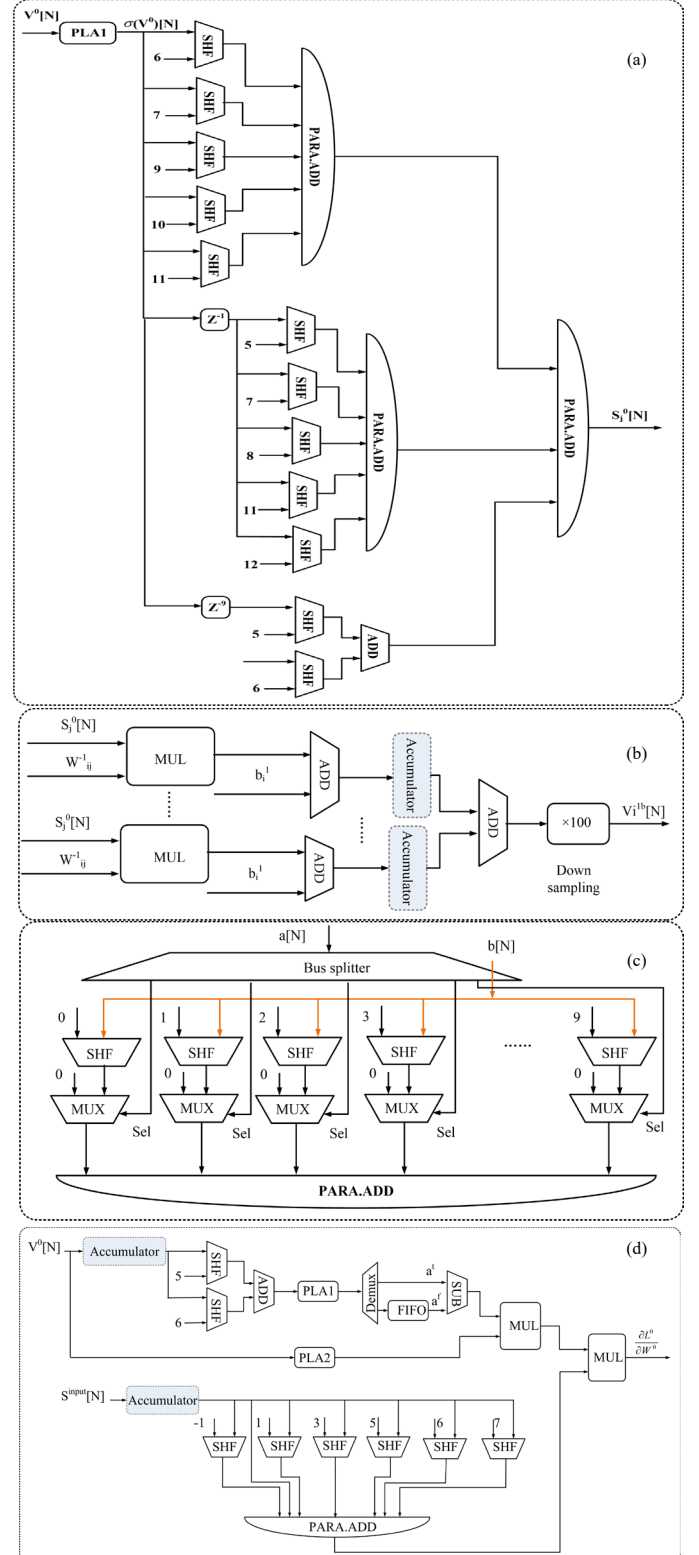 V⁰[N]
PLA1
σ(V⁰)[N]
SHF
6
(a)
SHF
7
SHF
9
PARA.ADD
SHF
10
SHF
11
Z⁻¹
SHF
5
SHF
7
SHF
8
PARA.ADD
PARA.ADD
Sⱼ⁰[N]
SHF
11
SHF
12
Z⁻⁹
SHF
5
ADD
SHF
6
(b)
Sⱼ⁰[N]
W⁻¹ᵢⱼ
MUL
bᵢ¹
ADD
Accumulator
......
......
ADD
×100
Vi¹ʰ[N]
Sⱼ⁰[N]
W⁻¹ᵢⱼ
MUL
bᵢ¹
ADD
Accumulator
Down
sampling
a[N]
b[N]
(c)
Bus splitter
0 1 2 3 9
SHF SHF SHF SHF ...... SHF
0 0 0 0 0
MUX MUX MUX MUX MUX
Sel Sel Sel Sel Sel
PARA.ADD
(d)
V⁰[N]
Accumulator
SHF
5
SHF
6
ADD
PLA1
Demux
aᵗ
FIFO
aᶠ
SUB
MUL
PLA2
MUL
∂L⁰
∂W⁰
Sⁱⁿᵖᵘᵗ[N]
Accumulator
-1 1 3 5 6 7
SHF SHF SHF SHF SHF SHF
PARA.ADD